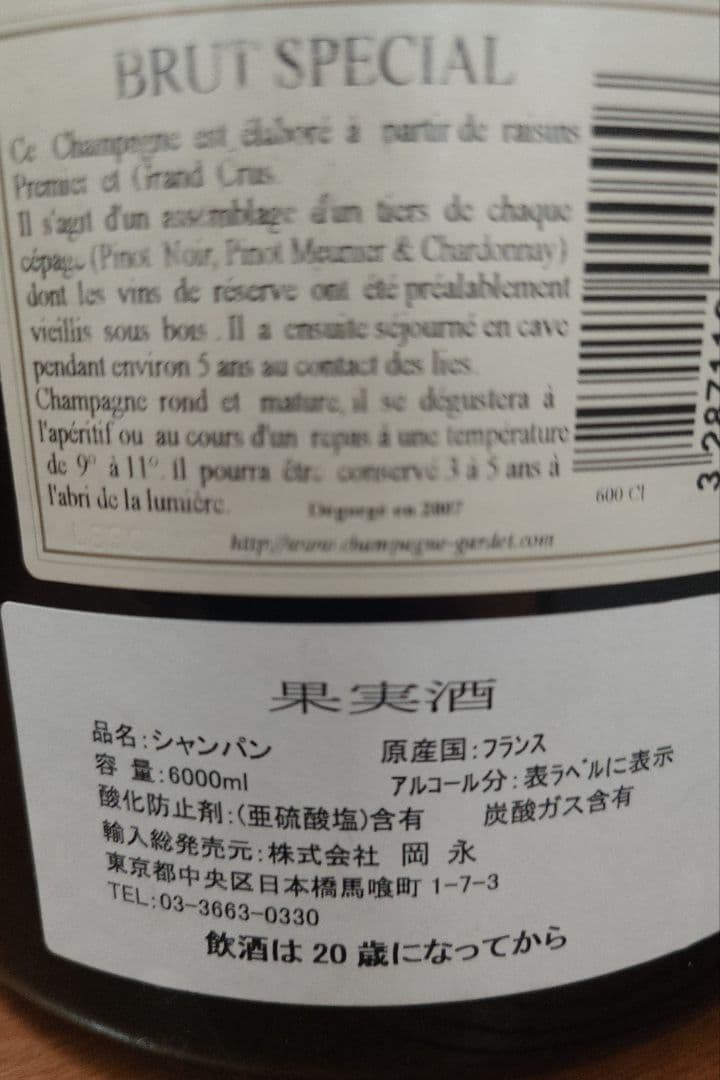 BRUT SPECIAL
Ce Champagne est élaboré à partir de raisins
Premier et Grand Crus.
Il s'agit d'un assemblage d'un tiers de chaque
cépage (Pinot Noir, Pinot Meunier & Chardonnay)
dont les vins de réserve ont été préalablement
vieillis sous bois. Il a ensuite séjourné en cave
pendant environ 5 ans au contact des lies.
Champagne rond et mature, il se dégustera à
l'apéritif ou au cours d'un repas à une température
de 9° à 11°. Il pourra être conservé 3 à 5 ans à
l'abri de la lumière.
Dégorgé en 2007
http://www.champagne-gardet.com
600 Cl
果実酒
品名:シャンパン 原産国:フランス
容 量:6000ml アルコール分:表ラベルに表示
酸化防止剤:(亜硫酸塩)含有 炭酸ガス含有
輸入総発売元:株式会社 岡 永
東京都中央区日本橋馬喰町 1-7-3
TEL:03-3663-0330
飲酒は 20 歳になってから